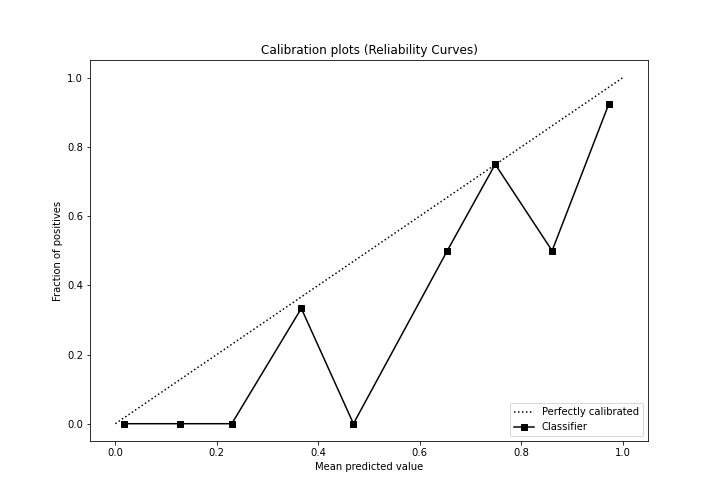 Calibration plots (Reliability Curves)
1.0
0.8
0.6
0.4
0.2
0.0
Fraction of positives
0.0 0.2 0.4 0.6 0.8 1.0
Mean predicted value
Perfectly calibrated
Classifier